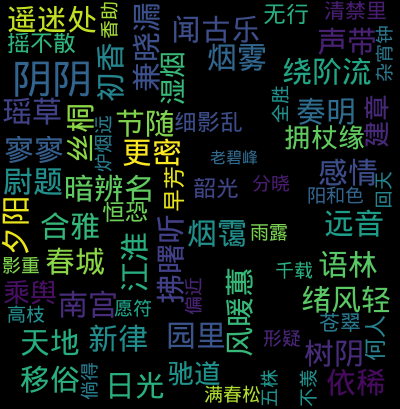 遥迷处
香助
兼晓漏
闻古乐
无行
清禁里
摇不散
初香
湿烟
烟雾
声带
杂宵钟
阴阴
绕阶流
瑶草
丝桐
炉烟远
节随
细影乱
全胜
奏明
建章
寥寥
更密
拥杖缘
老碧峰
感情
尉题
暗辨名
早芳
韶光
分晓
阳和色
回天
夕阳
恒恐
合雅
江淮
拂曙听
烟霭
雨露
远音
影重
春城
千载
语林
乘舆
南宫
愿符
偏近
风暖蕙
绪风轻
高枝
天地
新律
园里
形疑
苍翠
树阴
何人
移俗
倘得
日光
驰道
满春松
五株
不羡
依稀